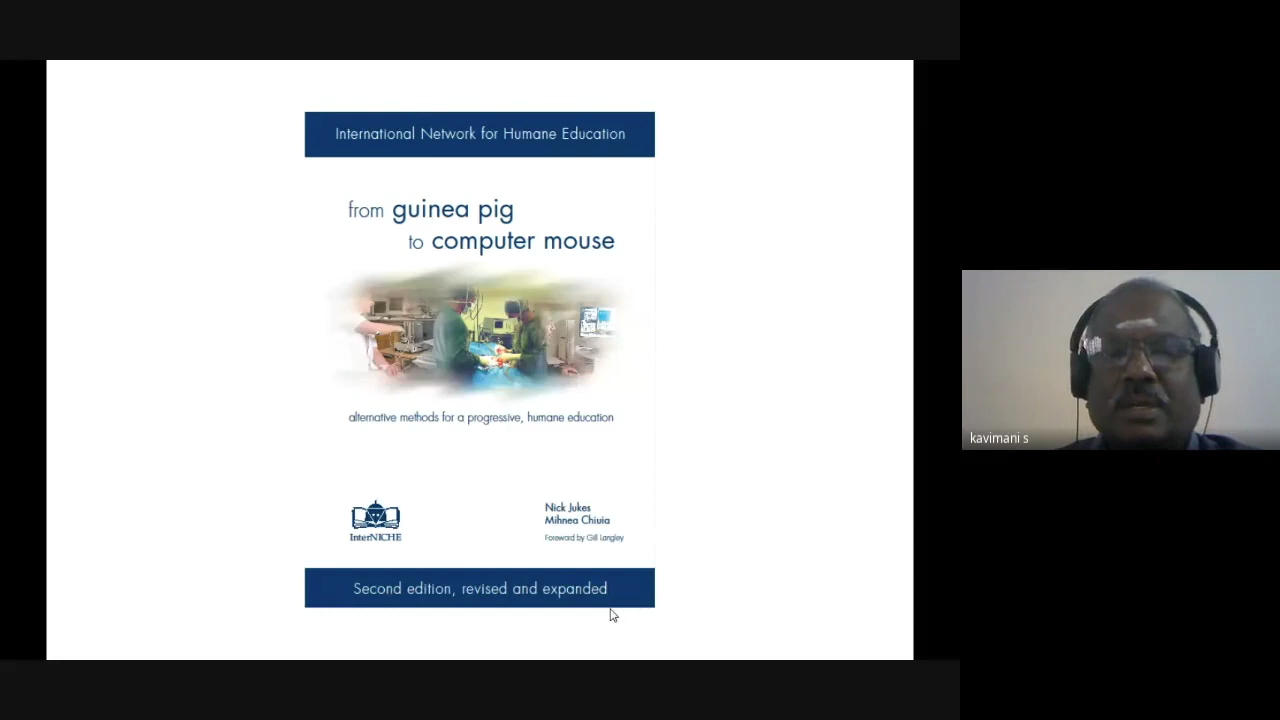 International Network for Humane Education
from guinea pig
to computer mouse
alternative methods for a progressive, humane education
InterNICHE
Nick Jukes
Mihnea Chiuia
Foreword by Gill Langley
Second edition, revised and expanded
kavimani s